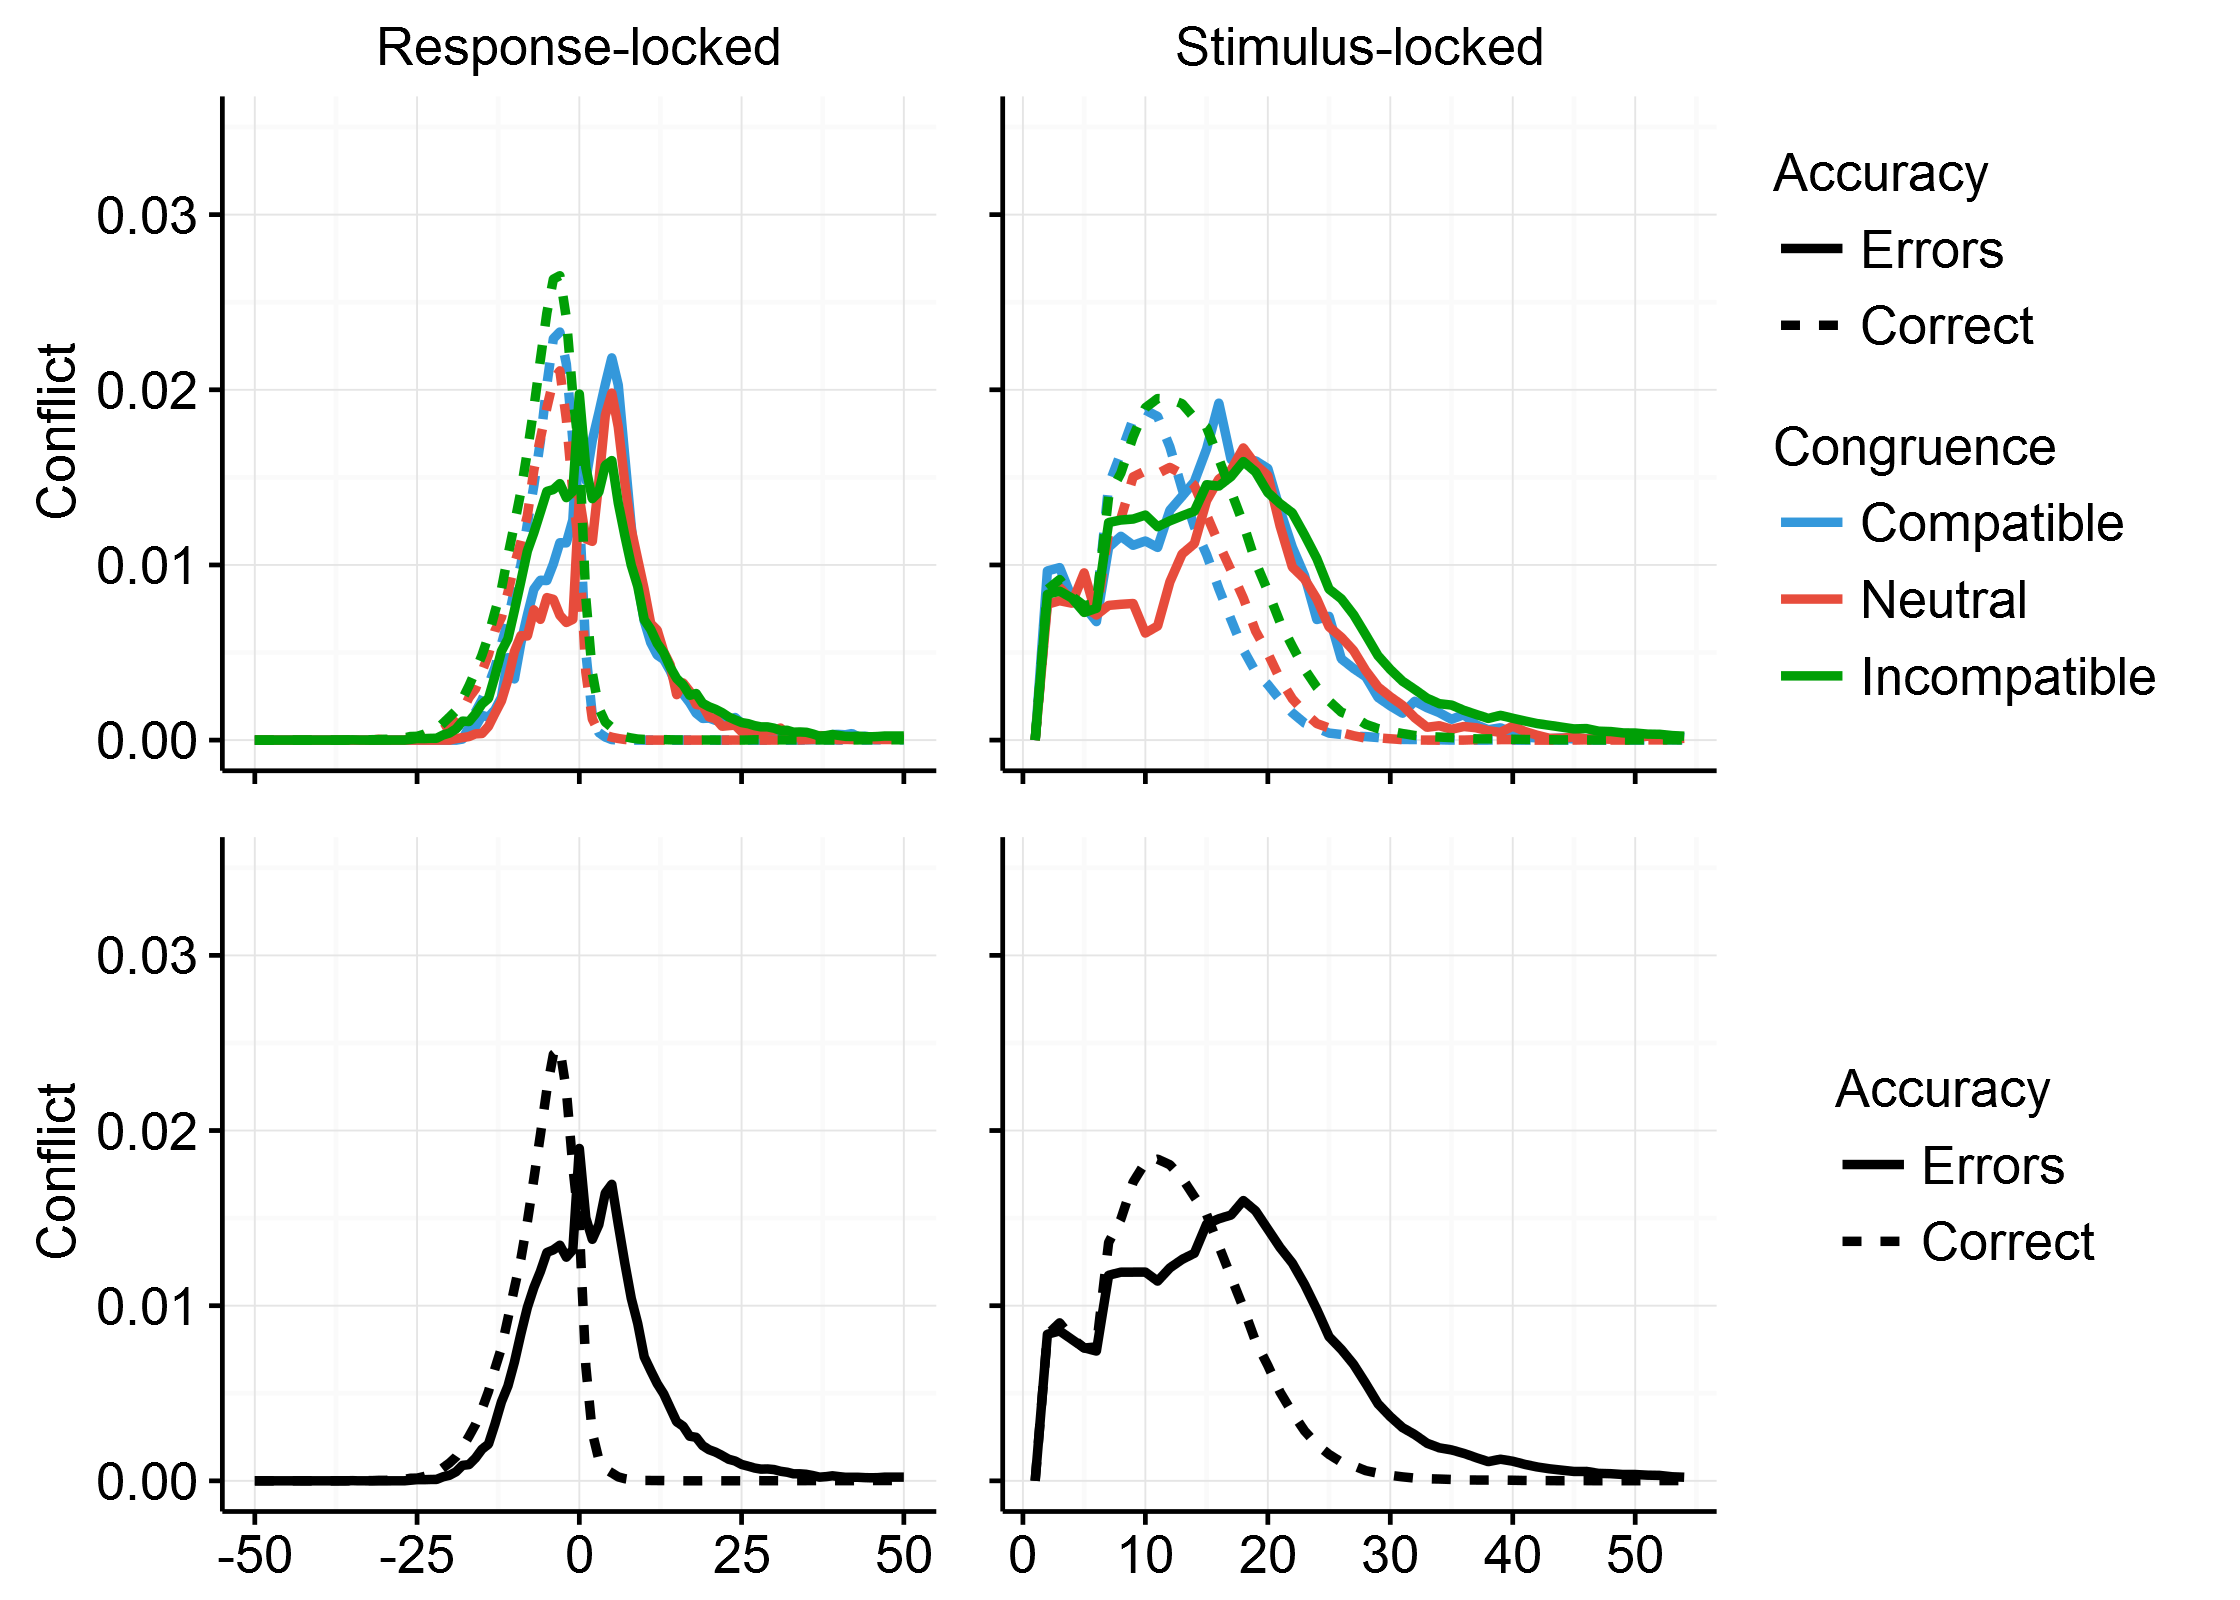 Response-locked
Stimulus-locked
Conflict
0.03
0.02
0.01
0.00
Accuracy
Errors
Correct
Congruence
Compatible
Neutral
Incompatible
Conflict
0.03
0.02
0.01
0.00
-50 -25 0 25 50
0 10 20 30 40 50
Accuracy
Errors
Correct